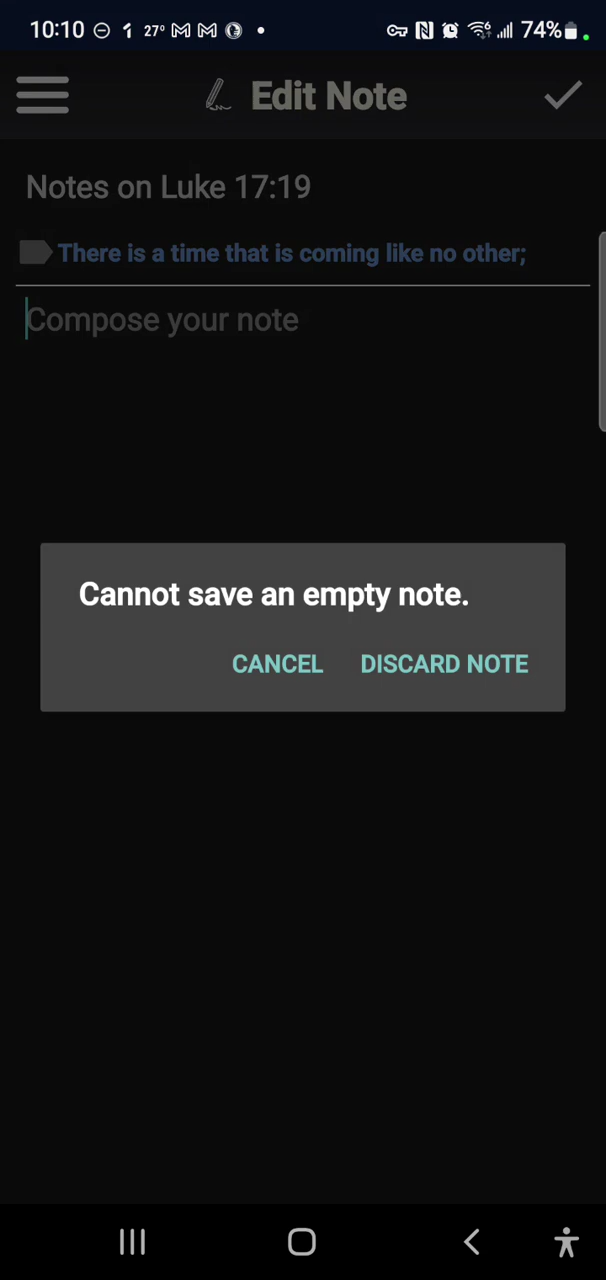 10:10 1 27° 74%
Edit Note
Notes on Luke 17:19
There is a time that is coming like no other;
Compose your note
Cannot save an empty note.
CANCEL DISCARD NOTE